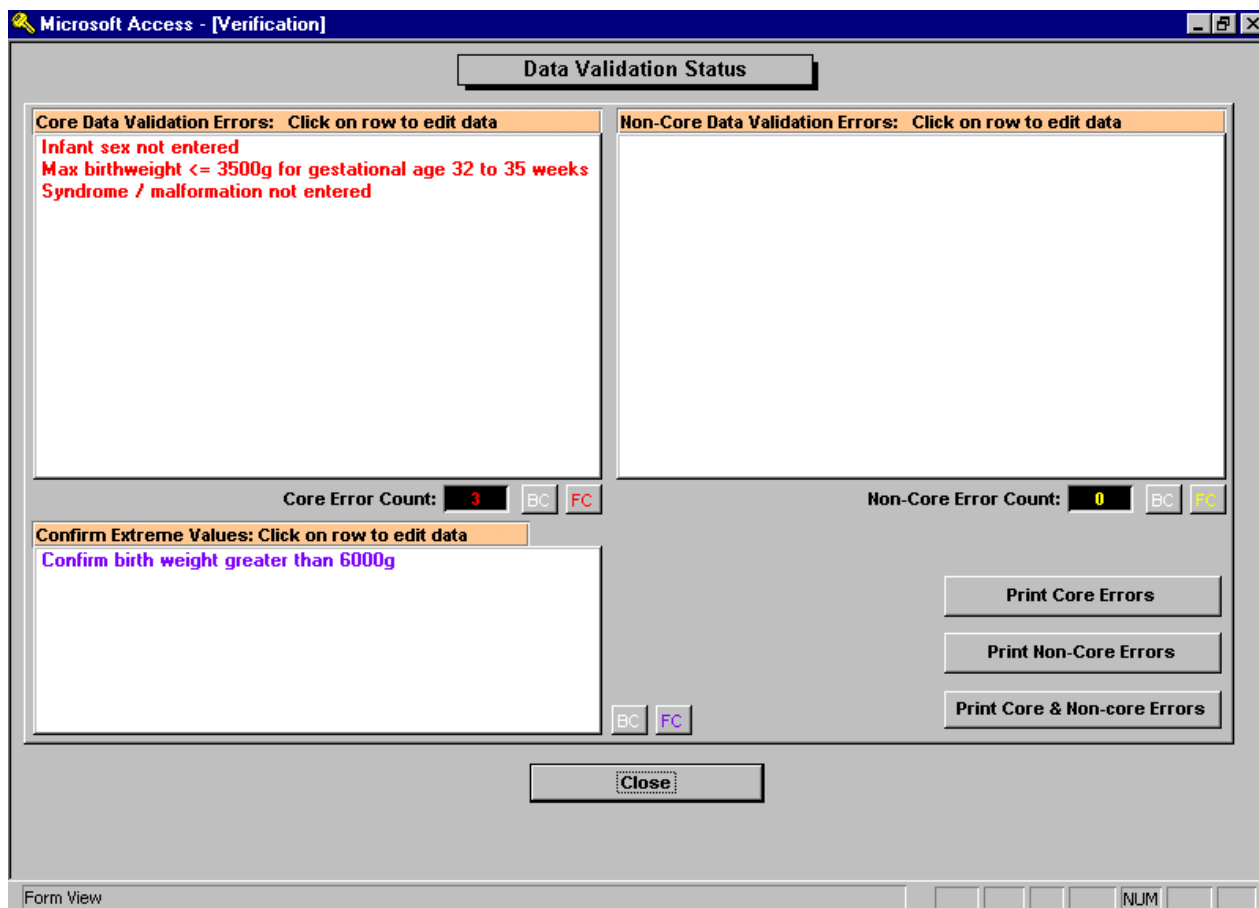 Microsoft Access - [Verification]
Data Validation Status
Core Data Validation Errors: Click on row to edit data
Infant sex not entered
Max birthweight <= 3500g for gestational age 32 to 35 weeks
Syndrome / malformation not entered
Non-Core Data Validation Errors: Click on row to edit data
Core Error Count: 3 BC FC
Non-Core Error Count: 0 BC FC
Confirm Extreme Values: Click on row to edit data
Confirm birth weight greater than 6000g
BC FC
Print Core Errors
Print Non-Core Errors
Print Core & Non-core Errors
Close
Form View
NUM